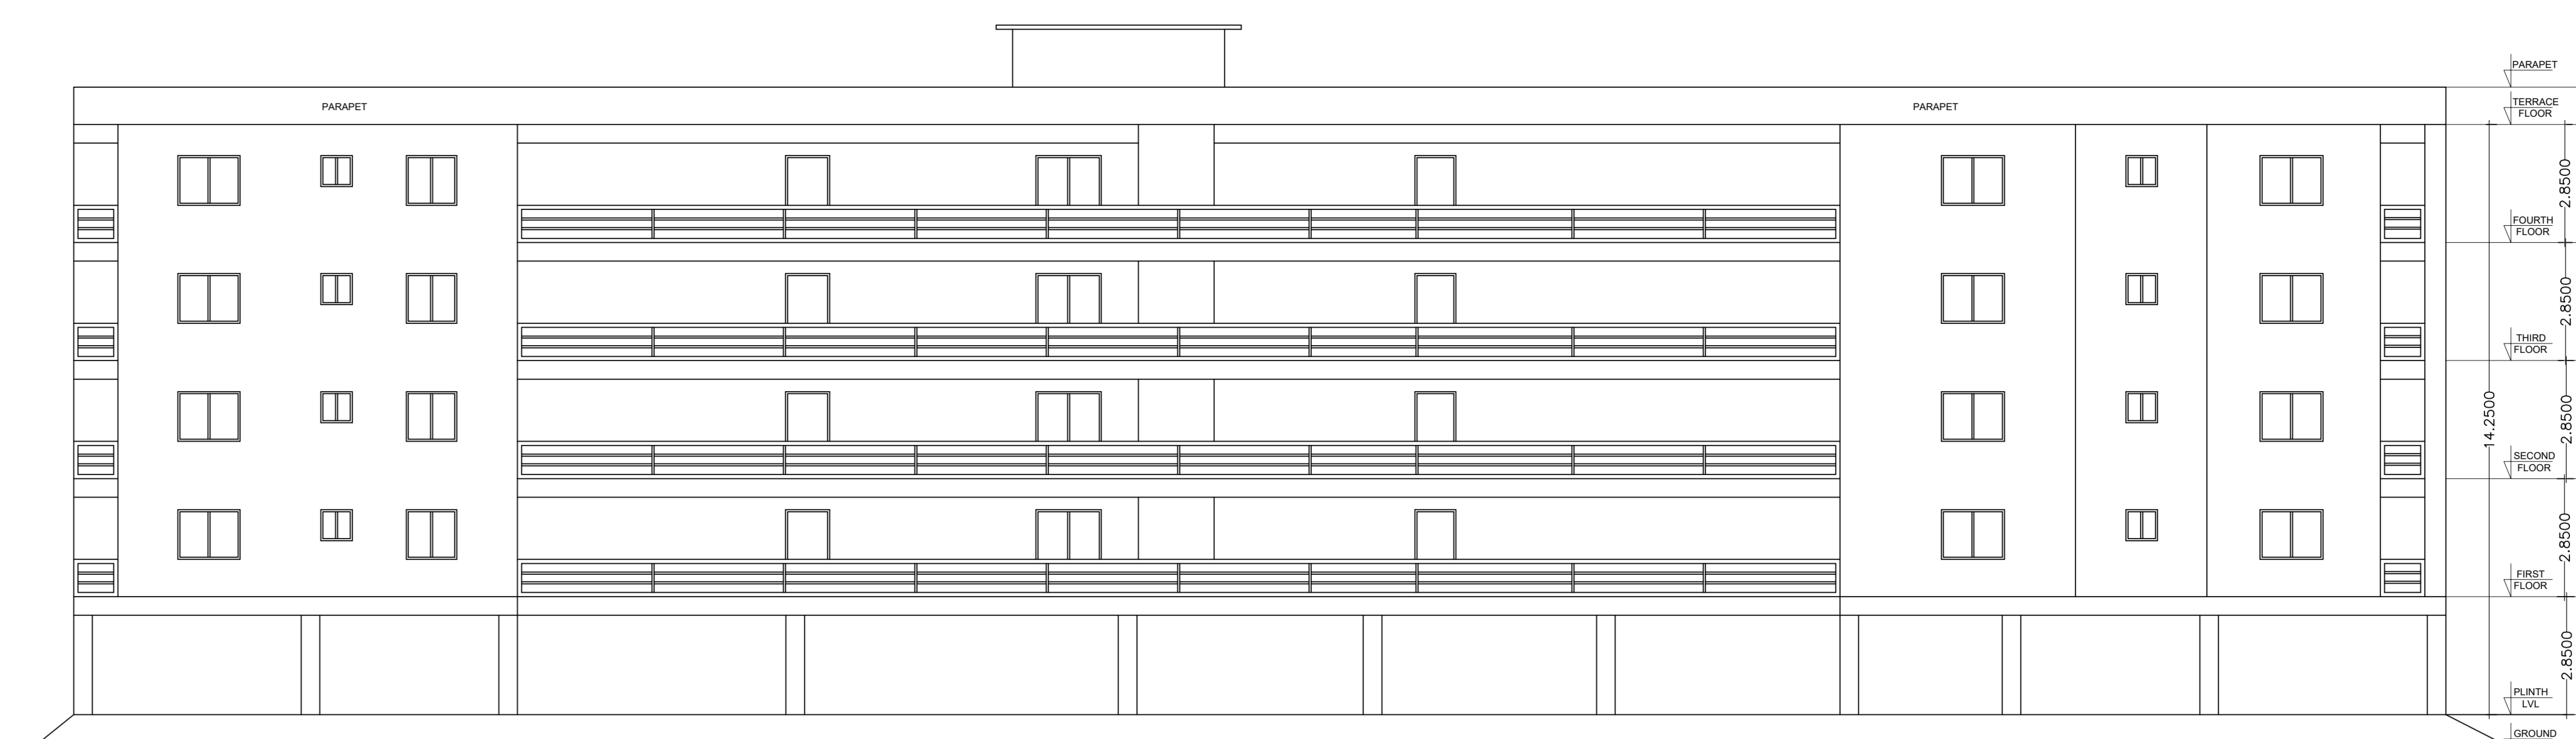 PARAPET
PARAPET
PARAPET
TERRACE
FLOOR
2.8500
FOURTH
FLOOR
2.8500
THIRD
FLOOR
14.2500
2.8500
SECOND
FLOOR
2.8500
FIRST
FLOOR
2.8500
PLINTH
LVL
GROUND